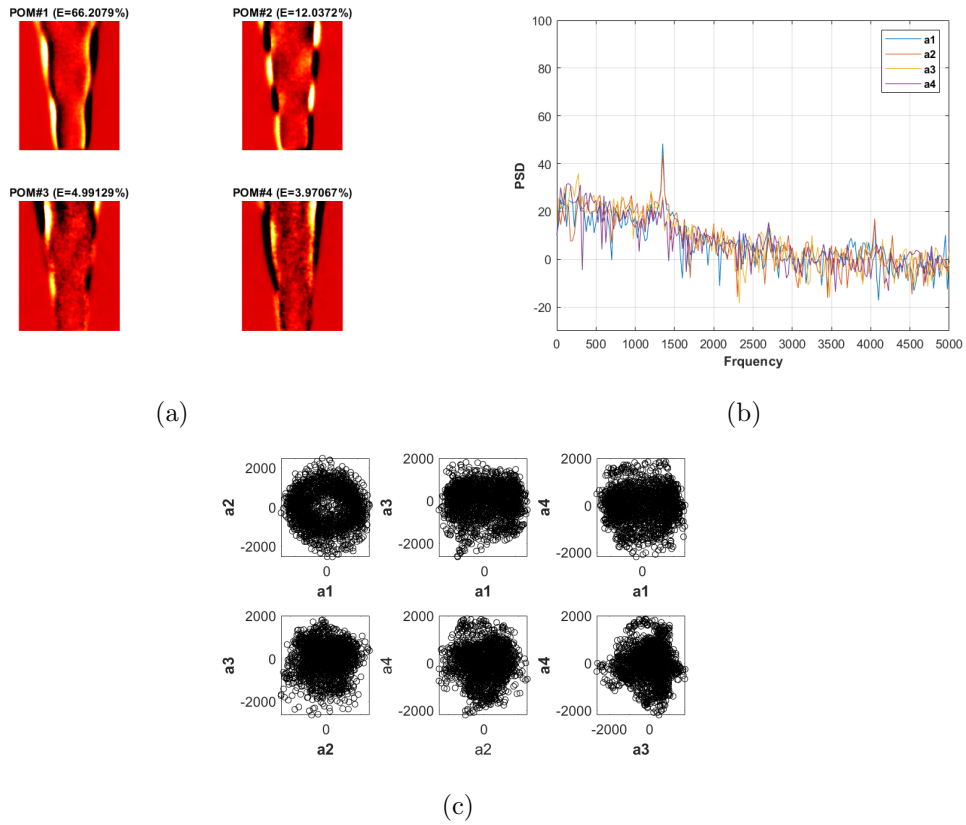 POM#1 (E=66.2079%)
POM#2 (E=12.0372%)
POM#3 (E=4.99129%)
POM#4 (E=3.97067%)
(a)
100
80
60
40
20
0
-20
PSD
0 500 1000 1500 2000 2500 3000 3500 4000 4500 5000
Frquency
a1
a2
a3
a4
(b)
2000
0
-2000
a2
0
a1
2000
0
-2000
a3
0
a1
2000
0
-2000
a4
0
a1
2000
0
-2000
a3
0
a2
2000
0
-2000
a4
0
a2
2000
0
-2000
a4
-2000 0
a3
(c)